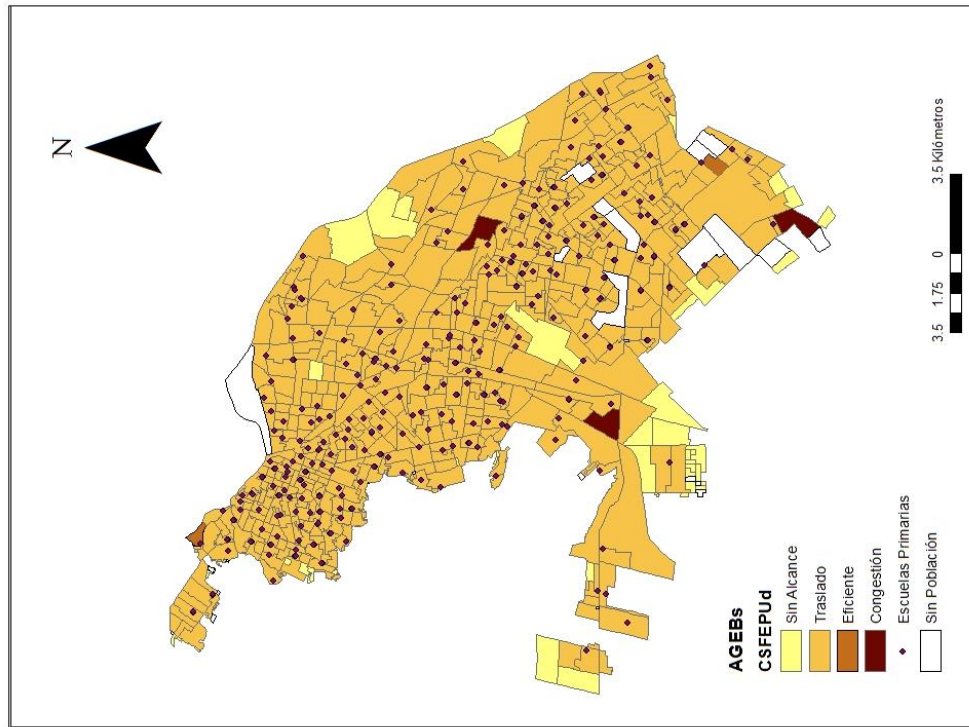 N
AGEBs
CSFEPUd
Sin Alcance
Traslado
Eficiente
Congestión
Escuelas Primarias
Sin Población
3.5 1.75 0 3.5 Kilómetros